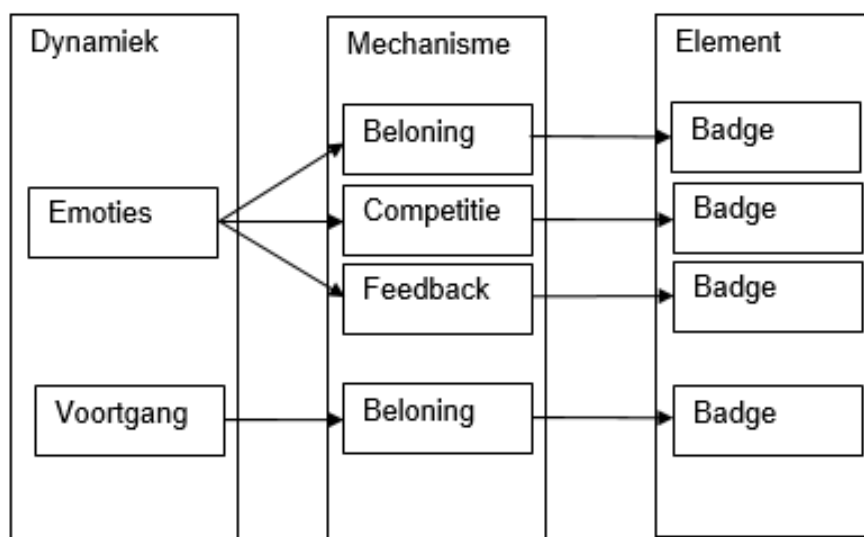 Dynamiek
Mechanisme
Element
Beloning
Badge
Emoties
Competitie
Badge
Feedback
Badge
Voortgang
Beloning
Badge